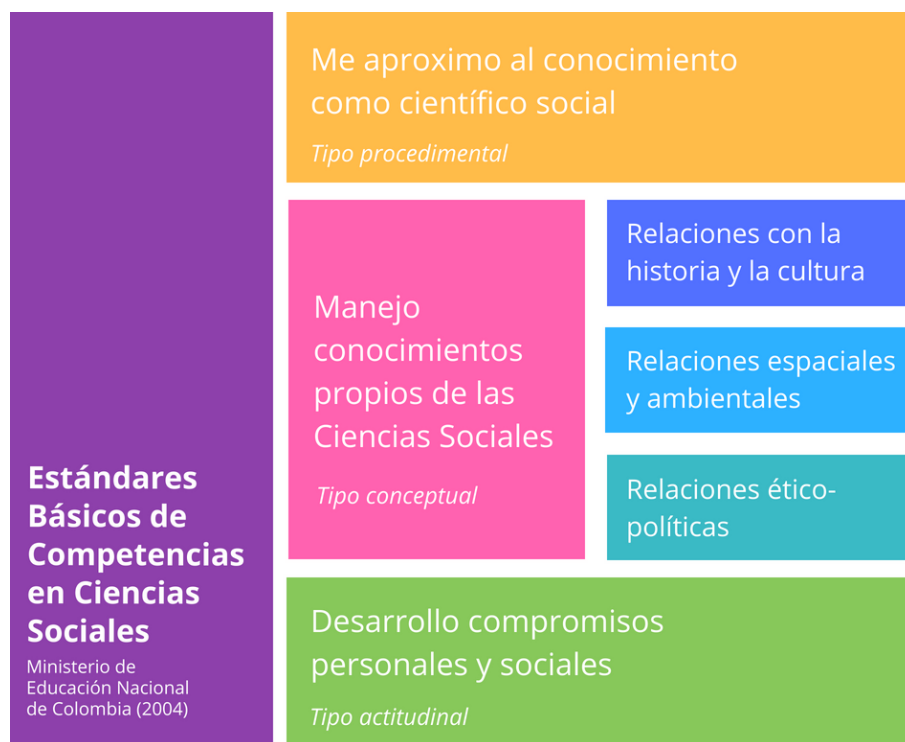 Me aproximo al conocimiento
como científico social
Tipo procedimental
Manejo
conocimientos
propios de las
Ciencias Sociales
Tipo conceptual
Relaciones con la
historia y la cultura
Relaciones espaciales
y ambientales
Relaciones ético-
políticas
Estándares
Básicos de
Competencias
en Ciencias
Sociales
Ministerio de
Educación Nacional
de Colombia (2004)
Desarrollo compromisos
personales y sociales
Tipo actitudinal